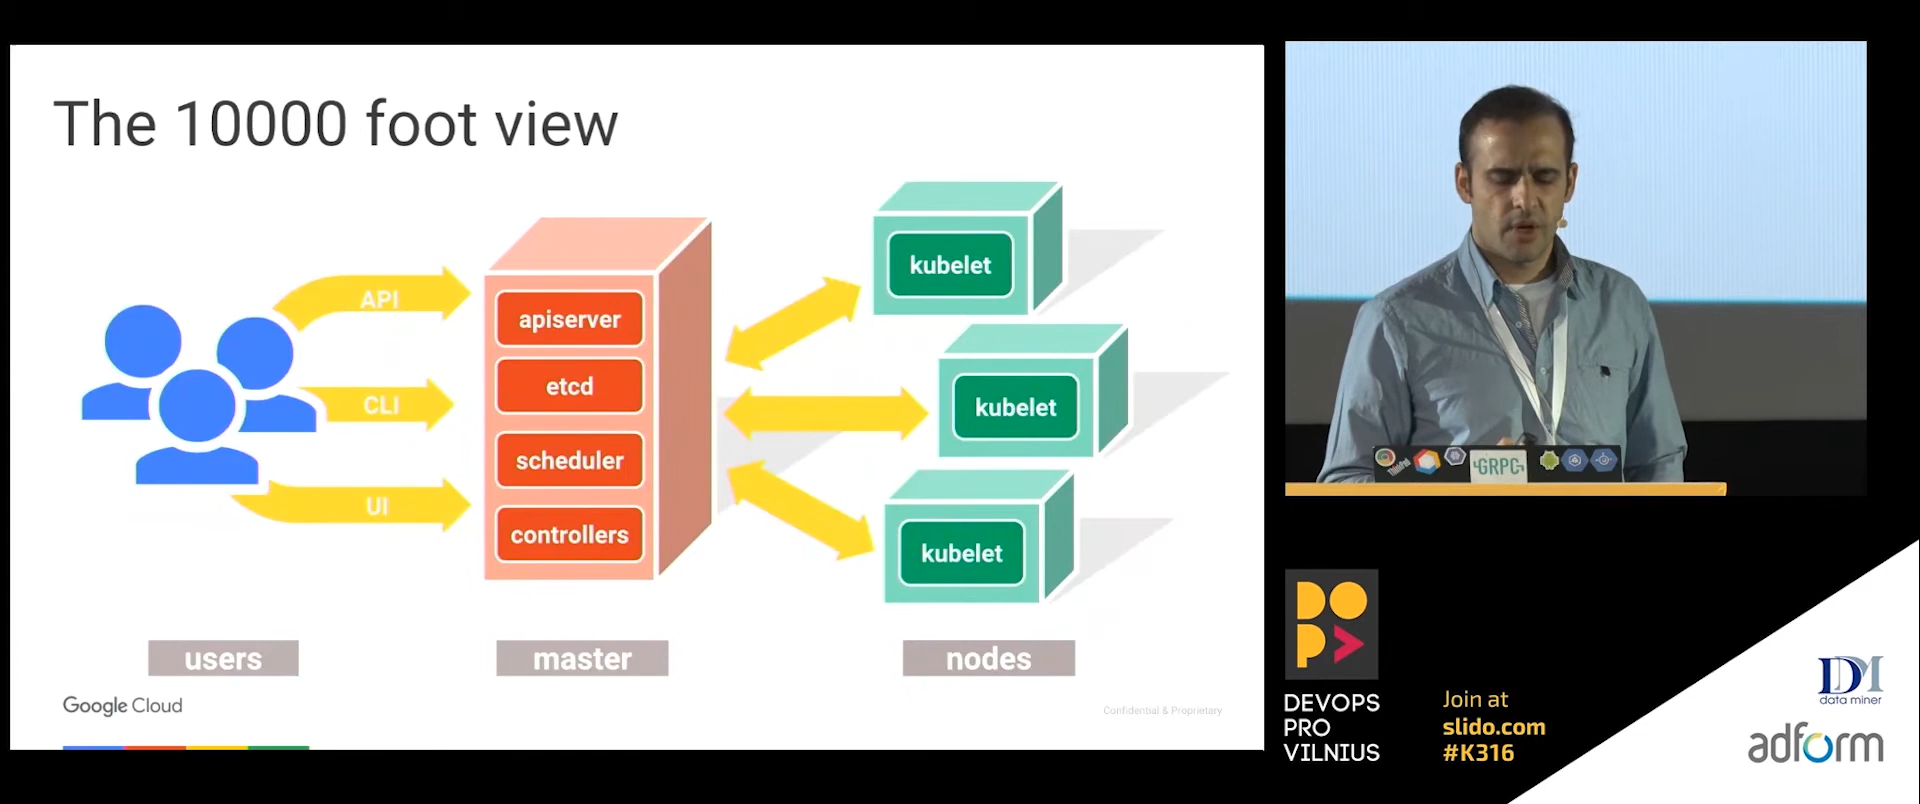 The 10000 foot view
API
CLI
UI
apiserver
etcd
scheduler
controllers
kubelet
kubelet
kubelet
users
master
nodes
Google Cloud
Confidential & Proprietary
GRPC
DEVOPS
PRO
VILNIUS
Join at
slido.com
#K316
DM
data miner
adform